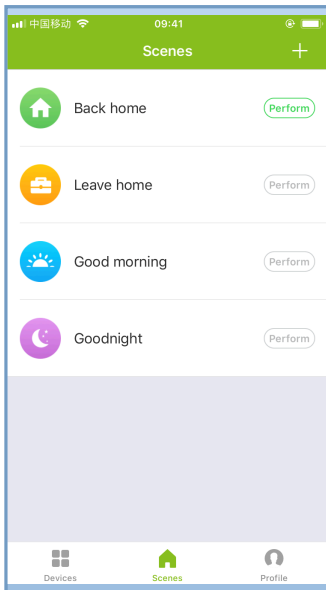 中国移动 09:41
Scenes
Back home Perform
Leave home Perform
Good morning Perform
Goodnight Perform
Devices Scenes Profile